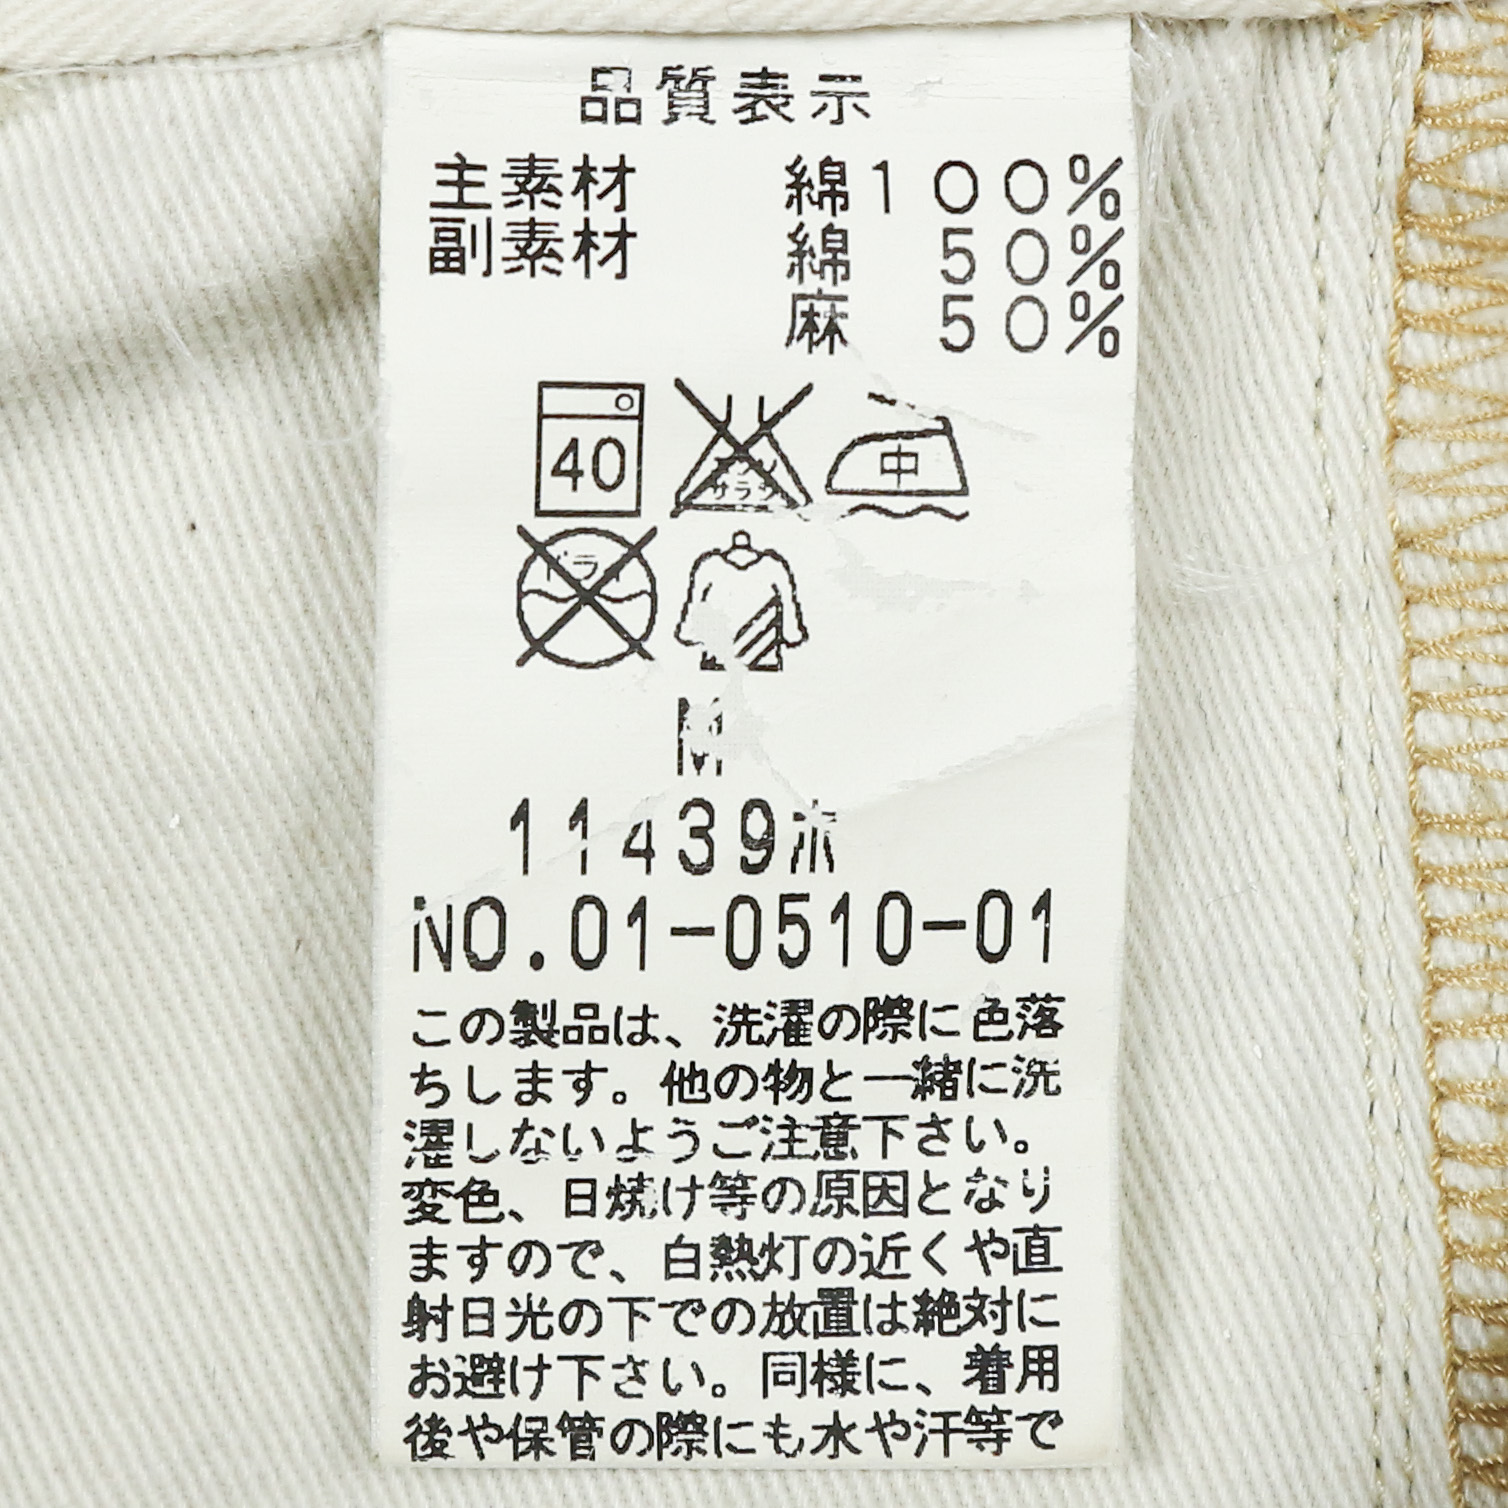 品質表示
主素材 綿100%
副素材 綿 50%
麻 50%
40
中
ドライ
M
11439ホ
NO.01-0510-01
この製品は、洗濯の際に色落
ちします。他の物と一緒に洗
濯しないようご注意下さい。
変色、日焼け等の原因となり
ますので、白熱灯の近くや直
射日光の下での放置は絶対に
お避け下さい。同様に、着用
後や保管の際にも水や汗等で